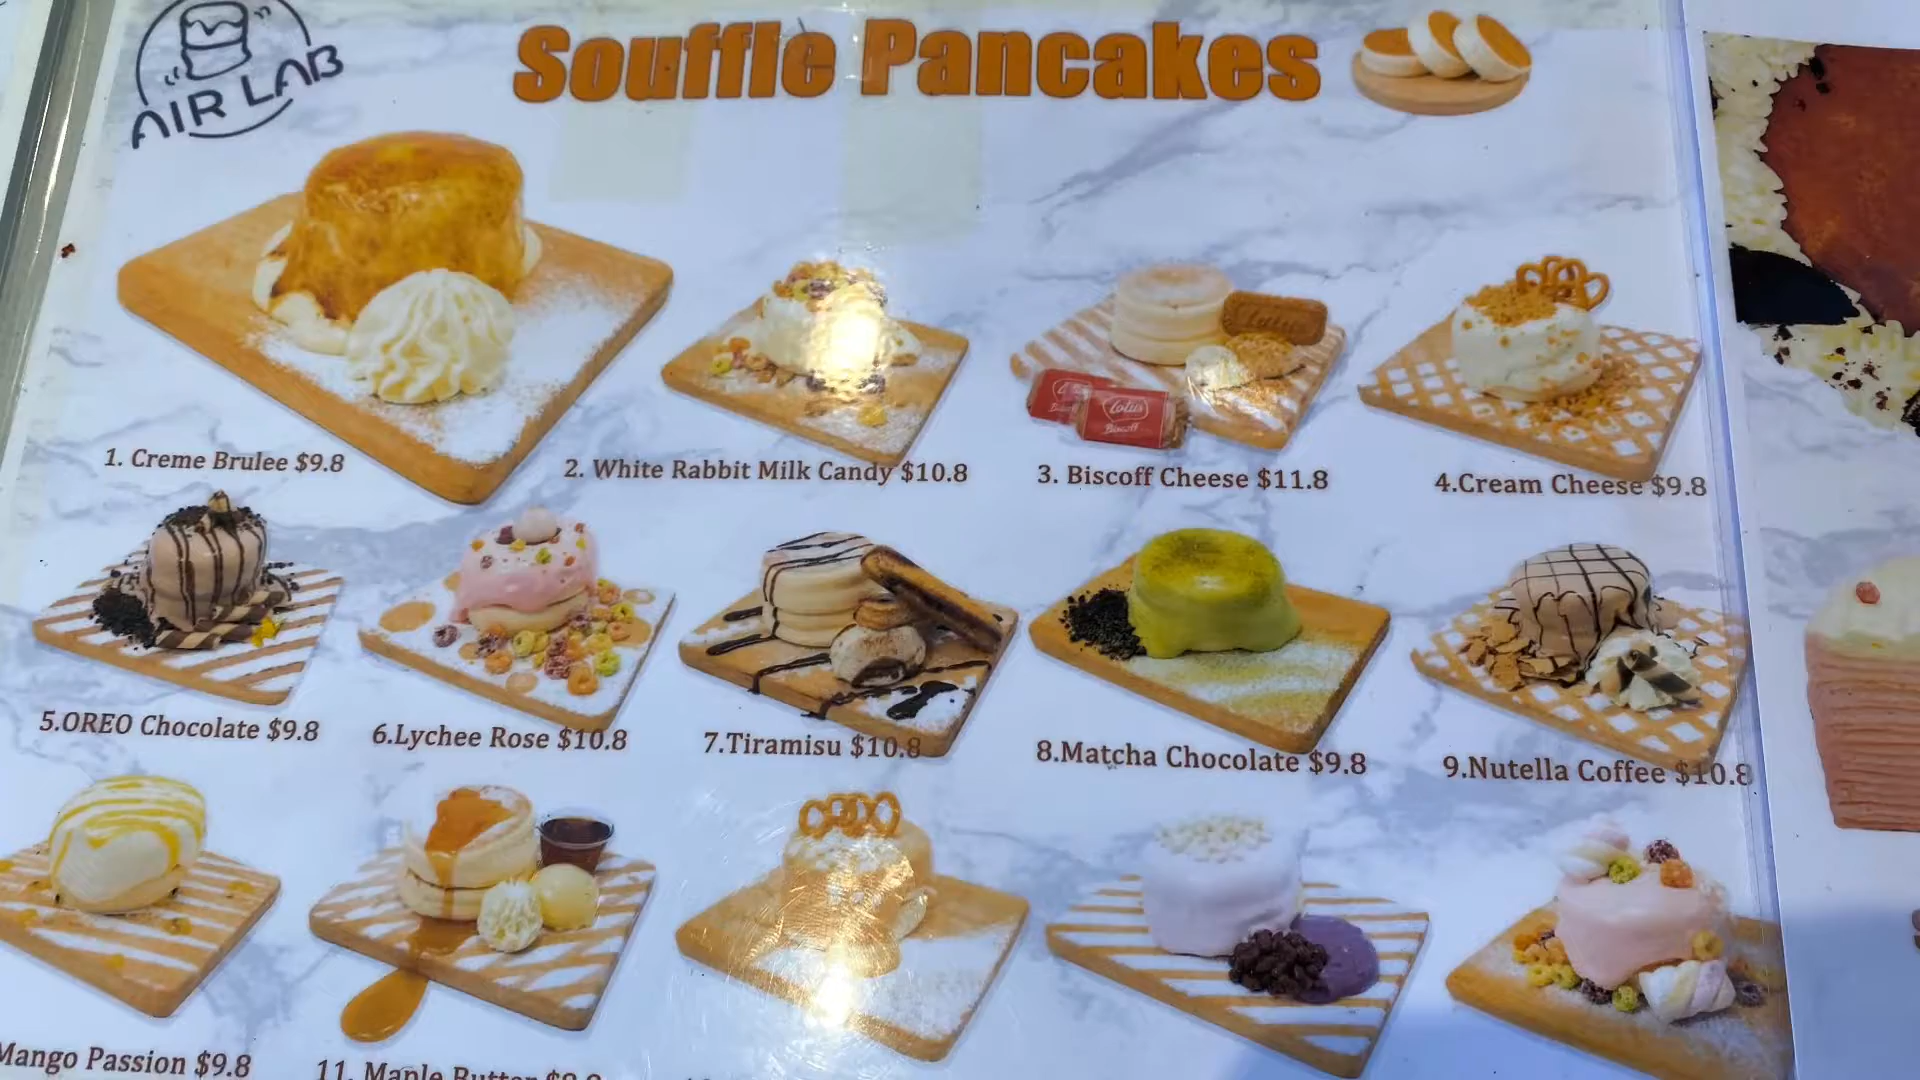 AIR LAB
Souffle Pancakes
1. Creme Brulee $9.8
2. White Rabbit Milk Candy $10.8
3. Biscoff Cheese $11.8
4.Cream Cheese $9.8
Lotus
Biscoff
5.OREO Chocolate $9.8
6.Lychee Rose $10.8
7.Tiramisu $10.8
8.Matcha Chocolate $9.8
9.Nutella Coffee $10.8
Mango Passion $9.8
11. Maple Butter